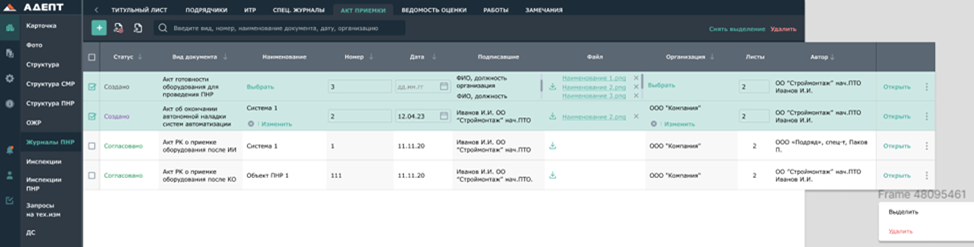 АДЕПТ
ТИТУЛЬНЫЙ ЛИСТ ПОДРЯДЧИКИ ИТР СПЕЦ. ЖУРНАЛЫ АКТ ПРИЕМКИ ВЕДОМОСТЬ ОЦЕНКИ РАБОТЫ ЗАМЕЧАНИЯ
Введите вид, номер, наименование документа, дату, организацию
Снять выделение Удалить
Карточка
Фото
Структура
Структура СМР
Структура ПНР
ОЖР
Журналы ПНР
Инспекции
Инспекции
ПНР
Запросы
на тех.изм
ДС
Статус Вид документа Наименование Номер Дата Подписавшие Файл Организация Листы Автор
Создано
Акт готовности
оборудования для
проведения ПНР
Выбрать
3
дд.мм.гг
ФИО, должность
организация
ФИО, должность
Наименование 1.png
Наименование 2.png
Наименование 3.png
Выбрать
2
ОО "Строймонтаж" нач.ПТО
Иванов И.И.
Открыть
Создано
Акт об окончании
автономной наладки
систем автоматизации
Система 1
Изменить
2
12.04.23
Иванов И.И. ОО
"Строймонтаж" нач.ПТО
Наименование 2.png
ООО "Компания"
Изменить
2
ОО "Строймонтаж" нач.ПТО
Иванов И.И.
Открыть
Согласовано
Акт РК о приемке
оборудования после ИИ
Система 1
1
11.11.20
Иванов И.И. ОО
"Строймонтаж" нач.ПТО
ООО "Компания"
2
ООО «Подряд», спец-т, Паков
П.
Открыть
Согласовано
Акт РК о приемке
оборудования после КО
Объект ПНР 1
111
11.11.20
Иванов И.И. ОО
"Строймонтаж" нач.ПТО.
ООО "Компания"
2
ОО "Строймонтаж" нач.ПТО
Иванов И.И.
Открыть
Frame 48095461
Выделить
Удалить